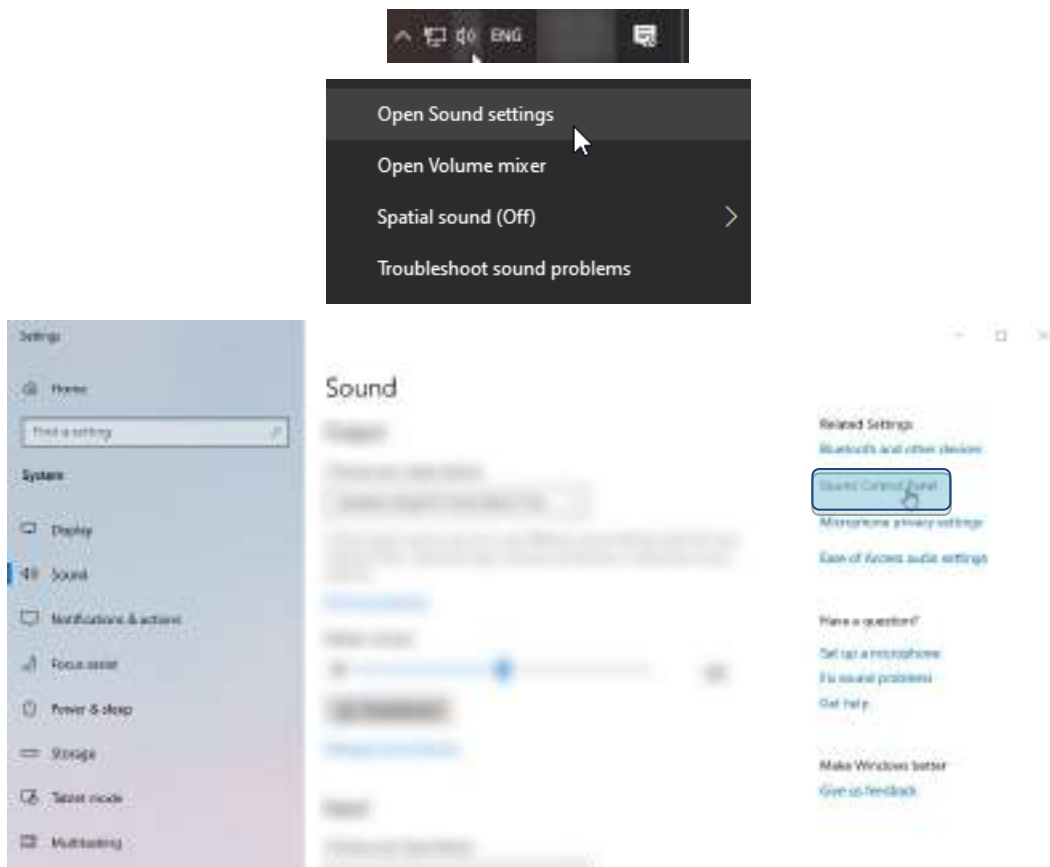 ENG
Open Sound settings
Open Volume mixer
Spatial sound (Off)
Troubleshoot sound problems
Settings
Home
Find a setting
System
Display
Sound
Notifications & actions
Focus assist
Power & sleep
Storage
Tablet mode
Multitasking
Sound
Related Settings
Bluetooth and other devices
Sound Control Panel
Microphone privacy settings
Ease of Access audio settings
Have a question?
Set up a microphone
Fix sound problems
Get help
Make Windows better
Give us feedback